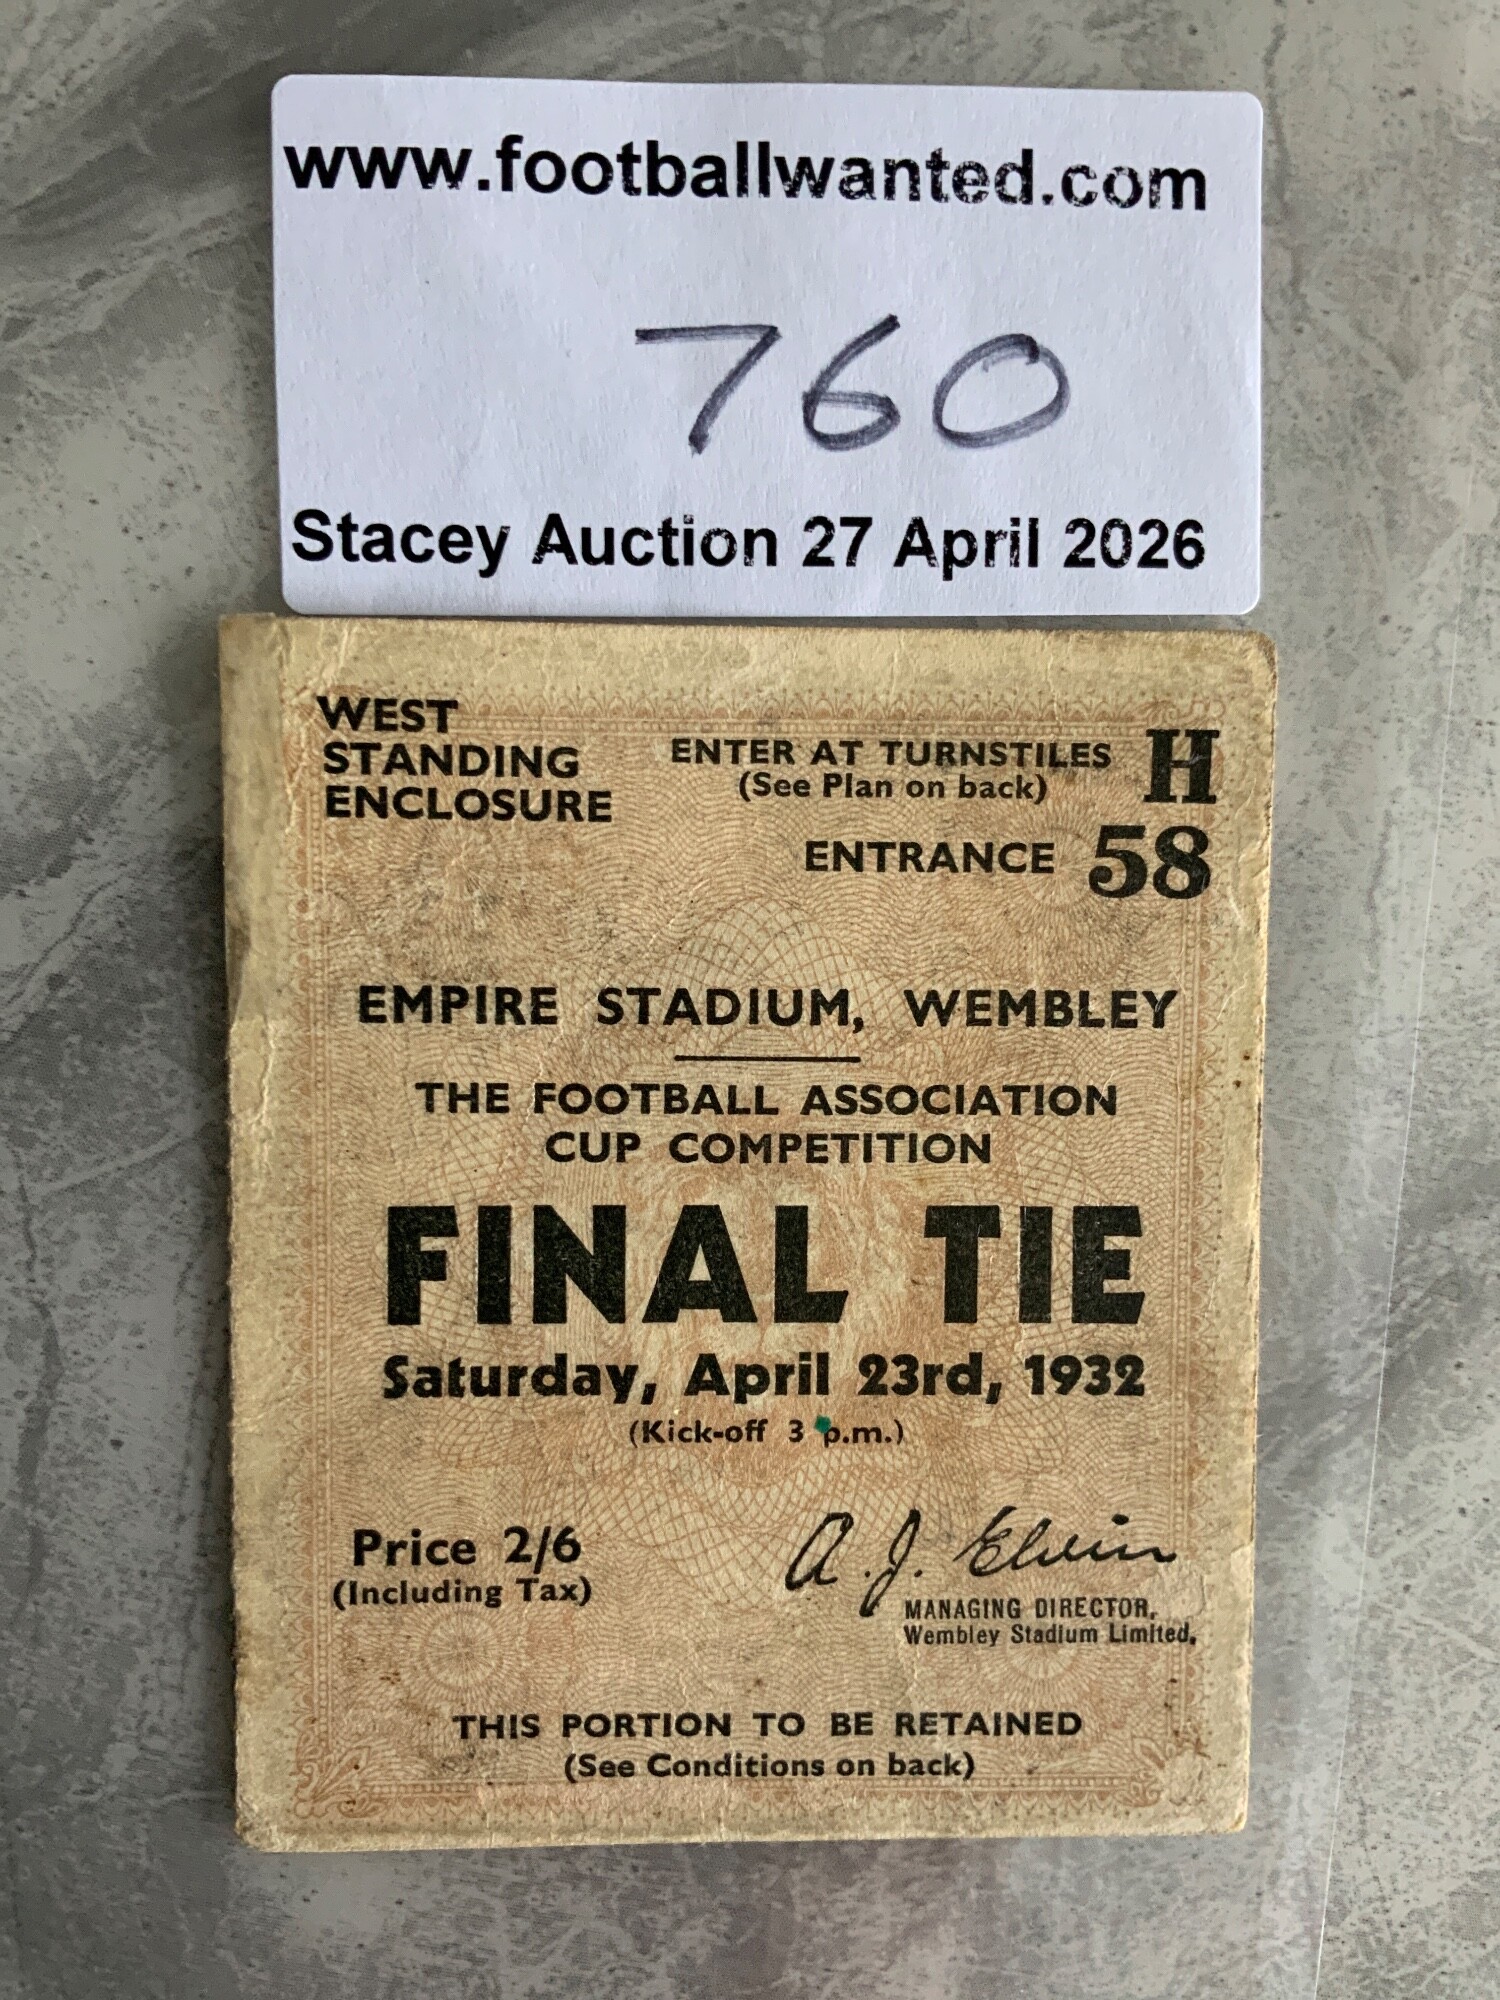 www.footballwanted.com
760
Stacey Auction 27 April 2026
WEST
STANDING
ENCLOSURE
ENTER AT TURNSTILES H
(See Plan on back)
ENTRANCE 58
EMPIRE STADIUM, WEMBLEY
THE FOOTBALL ASSOCIATION
CUP COMPETITION
FINAL TIE
Saturday, April 23rd, 1932
(Kick-off 3 p.m.)
Price 2/6
(Including Tax)
A. J. Elvin
MANAGING DIRECTOR,
Wembley Stadium Limited.
THIS PORTION TO BE RETAINED
(See Conditions on back)